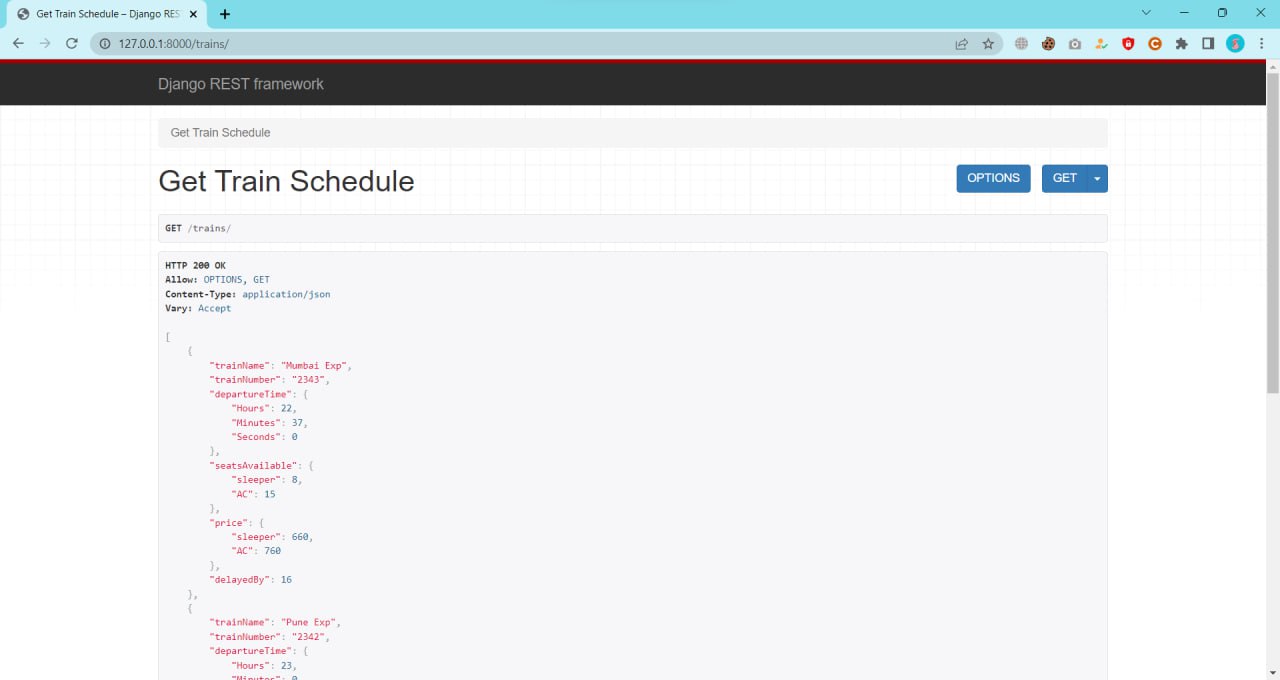 Get Train Schedule – Django RES
127.0.0.1:8000/trains/
Django REST framework
Get Train Schedule
Get Train Schedule
OPTIONS
GET
GET /trains/
HTTP 200 OK
Allow: OPTIONS, GET
Content-Type: application/json
Vary: Accept
[
{
"trainName": "Mumbai Exp",
"trainNumber": "2343",
"departureTime": {
"Hours": 22,
"Minutes": 37,
"Seconds": 0
},
"seatsAvailable": {
"sleeper": 8,
"AC": 15
},
"price": {
"sleeper": 660,
"AC": 760
},
"delayedBy": 16
},
{
"trainName": "Pune Exp",
"trainNumber": "2342",
"departureTime": {
"Hours": 23,
"Minutes": 0,